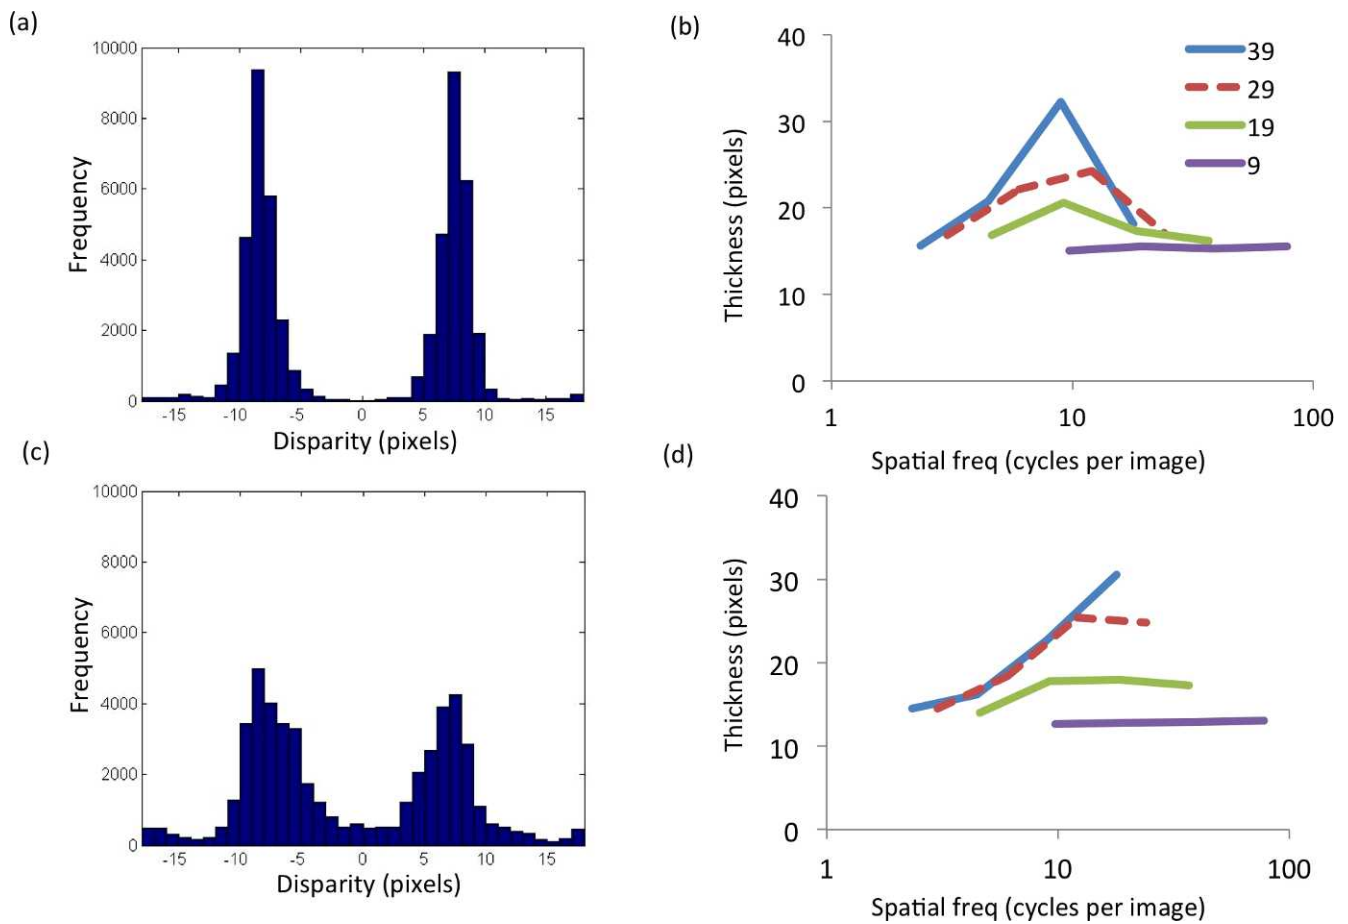 (a)
10000
8000
6000
4000
2000
0
Frequency
-15 -10 -5 0 5 10 15
Disparity (pixels)
(b)
40
30
20
10
0
Thickness (pixels)
1 10 100
Spatial freq (cycles per image)
39
29
19
9
(c)
10000
8000
6000
4000
2000
0
Frequency
-15 -10 -5 0 5 10 15
Disparity (pixels)
(d)
40
30
20
10
0
Thickness (pixels)
1 10 100
Spatial freq (cycles per image)